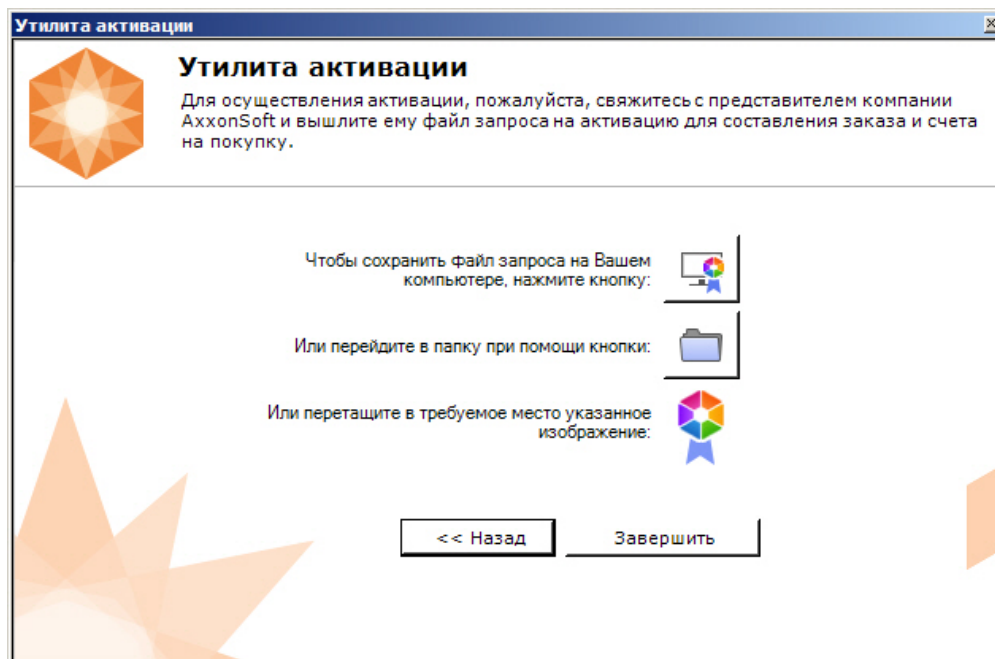 Утилита активации
Утилита активации
Для осуществления активации, пожалуйста, свяжитесь с представителем компании
AxxonSoft и вышлите ему файл запроса на активацию для составления заказа и счета
на покупку.
Чтобы сохранить файл запроса на Вашем
компьютере, нажмите кнопку:
Или перейдите в папку при помощи кнопки:
Или перетащите в требуемое место указанное
изображение:
<< Назад
Завершить